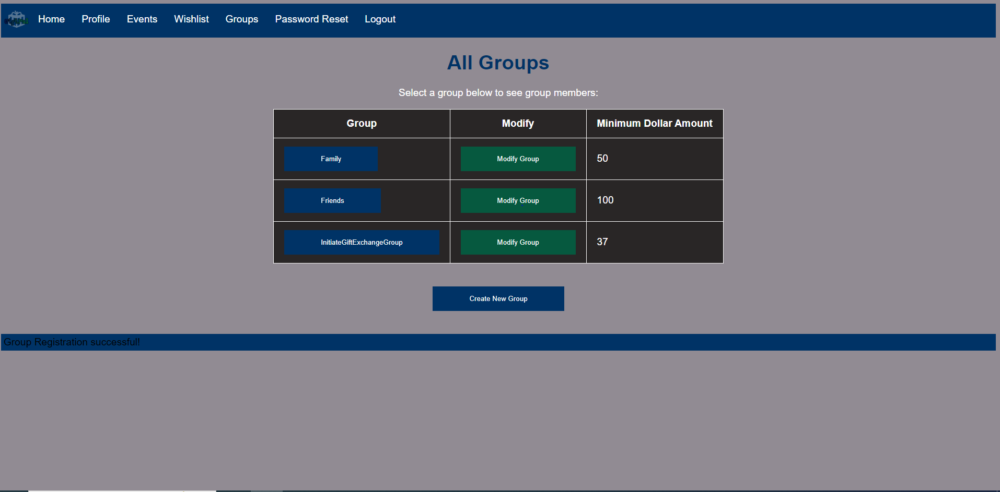 Home Profile Events Wishlist Groups Password Reset Logout
All Groups
Select a group below to see group members:
Group Modify Minimum Dollar Amount
Family Modify Group 50
Friends Modify Group 100
InitiateGiftExchangeGroup Modify Group 37
Create New Group
Group Registration successful!